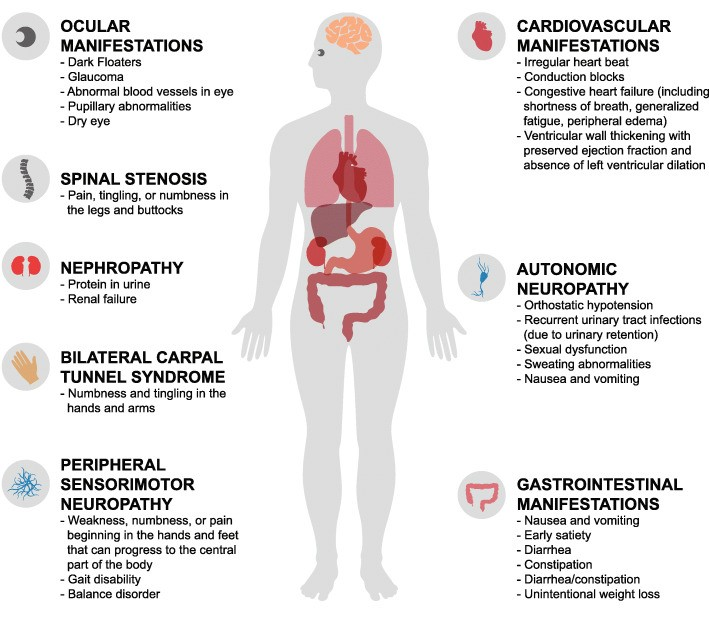 OCULAR
MANIFESTATIONS
- Dark Floaters
- Glaucoma
- Abnormal blood vessels in eye
- Pupillary abnormalities
- Dry eye
SPINAL STENOSIS
- Pain, tingling, or numbness in
the legs and buttocks
NEPHROPATHY
- Protein in urine
- Renal failure
BILATERAL CARPAL
TUNNEL SYNDROME
- Numbness and tingling in the
hands and arms
PERIPHERAL
SENSORIMOTOR
NEUROPATHY
- Weakness, numbness, or pain
beginning in the hands and feet
that can progress to the central
part of the body
- Gait disability
- Balance disorder
CARDIOVASCULAR
MANIFESTATIONS
- Irregular heart beat
- Conduction blocks
- Congestive heart failure (including
shortness of breath, generalized
fatigue, peripheral edema)
- Ventricular wall thickening with
preserved ejection fraction and
absence of left ventricular dilation
AUTONOMIC
NEUROPATHY
- Orthostatic hypotension
- Recurrent urinary tract infections
(due to urinary retention)
- Sexual dysfunction
- Sweating abnormalities
- Nausea and vomiting
GASTROINTESTINAL
MANIFESTATIONS
- Nausea and vomiting
- Early satiety
- Diarrhea
- Constipation
- Diarrhea/constipation
- Unintentional weight loss